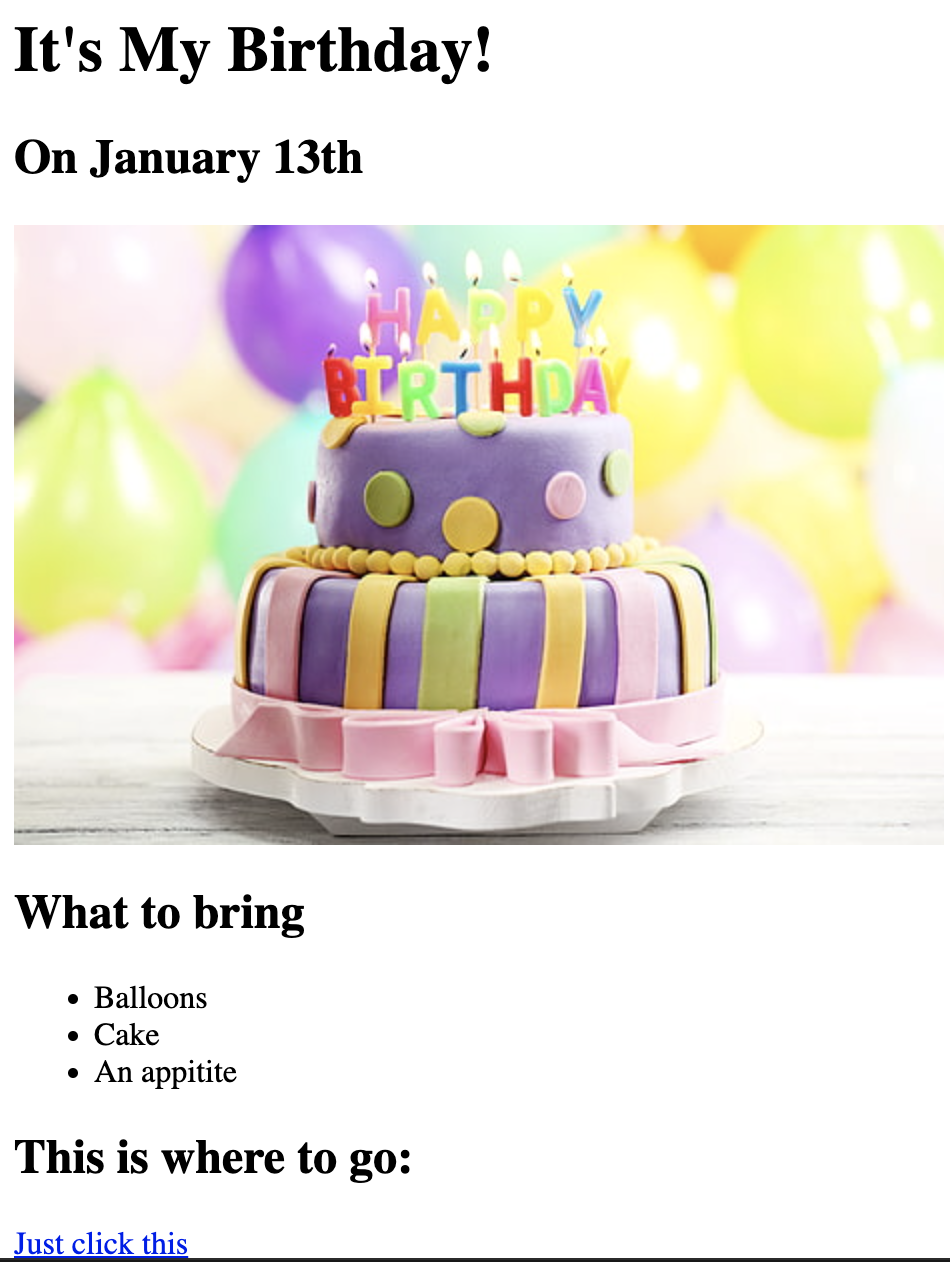 It's My Birthday!
On January 13th
HAPPY
BIRTHDAY
What to bring
Balloons
Cake
An appitite
This is where to go:
Just click this